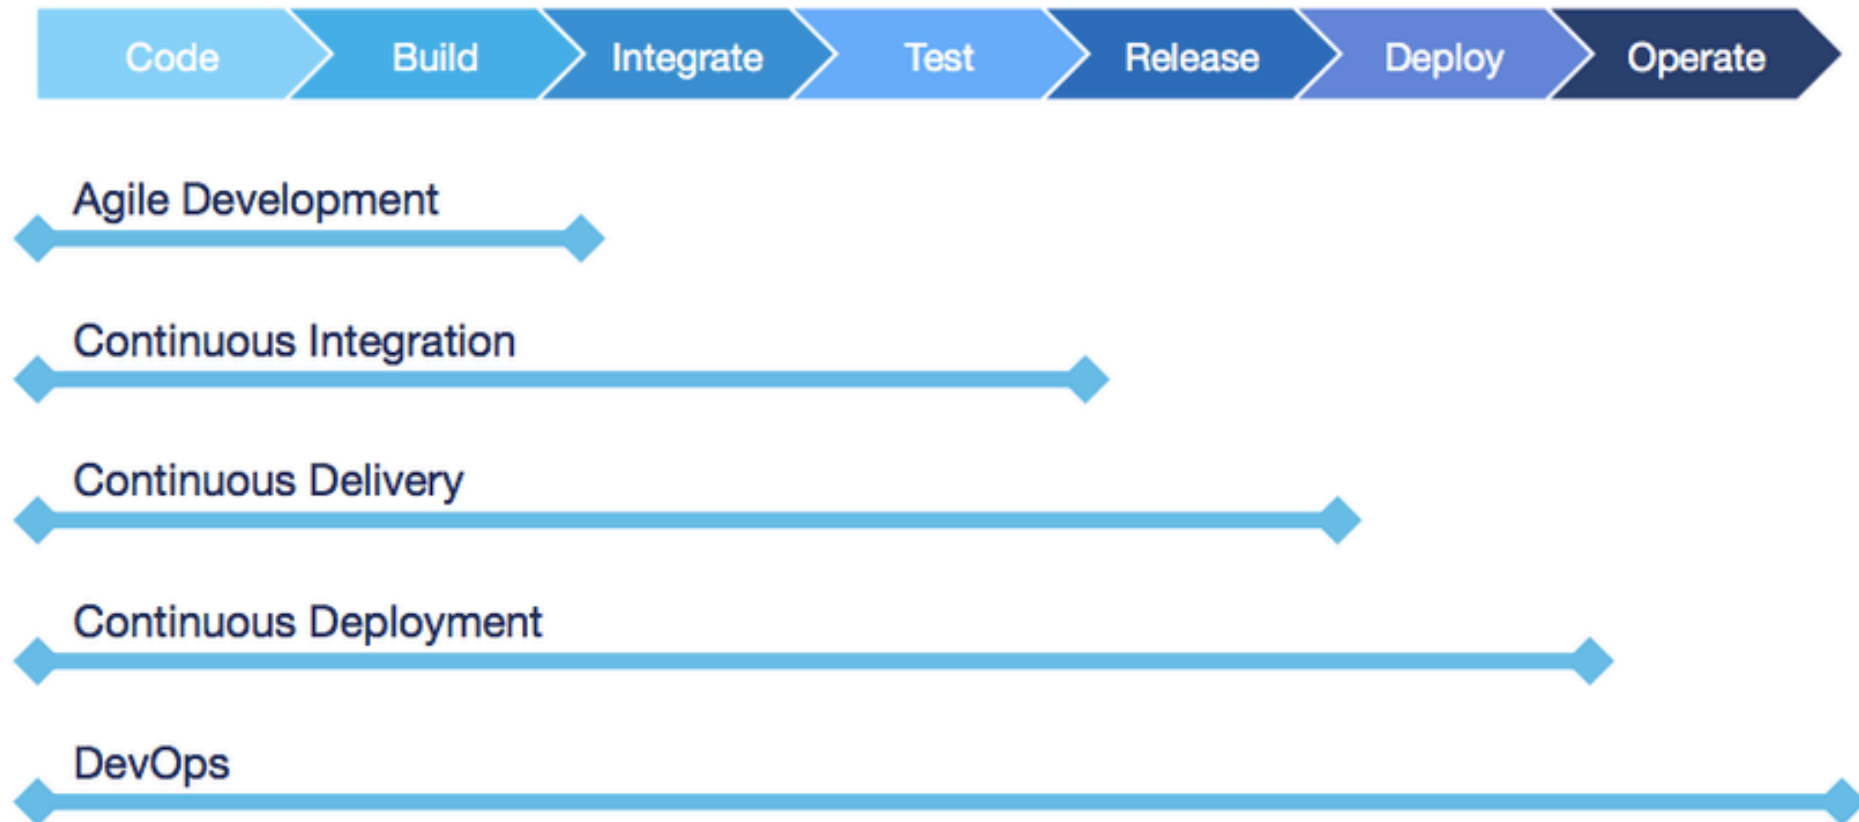 Code Build Integrate Test Release Deploy Operate
Agile Development
Continuous Integration
Continuous Delivery
Continuous Deployment
DevOps